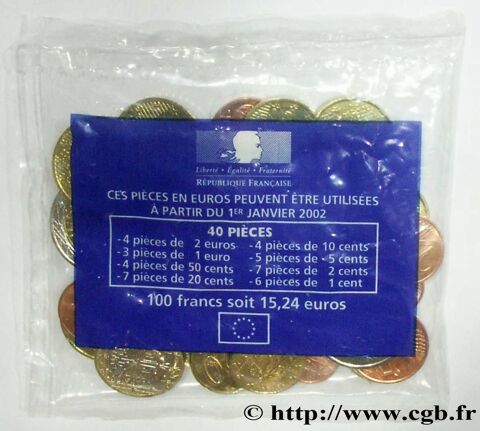 Liberté • Égalité • Fraternité
RÉPUBLIQUE FRANÇAISE
CES PIÈCES EN EUROS PEUVENT ÊTRE UTILISÉES
À PARTIR DU 1ER JANVIER 2002
40 PIÈCES
-4 pièces de 2 euros -4 pièces de 10 cents
-3 pièces de 1 euro -5 pièces de 5 cents
-4 pièces de 50 cents -7 pièces de 2 cents
-7 pièces de 20 cents -6 pièces de 1 cent
100 francs soit 15,24 euros
© http://www.cgb.fr